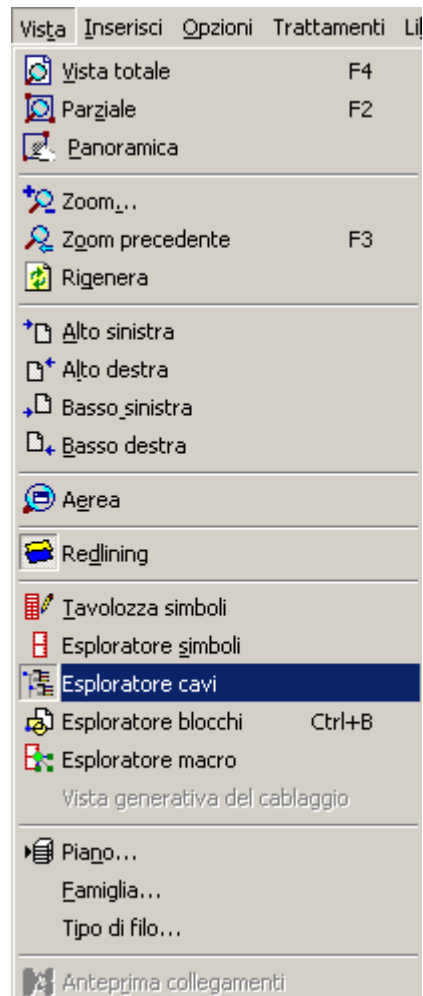 Vista Inserisci Opzioni Trattamenti
Vista totale F4
Parziale F2
Panoramica
Zoom...
Zoom precedente F3
Rigenera
Alto sinistra
Alto destra
Basso sinistra
Basso destra
Aerea
Redlining
Tavolozza simboli
Esploratore simboli
Esploratore cavi
Esploratore blocchi Ctrl+B
Esploratore macro
Vista generativa del cablaggio
Piano...
Famiglia...
Tipo di filo...
Anteprima collegamenti